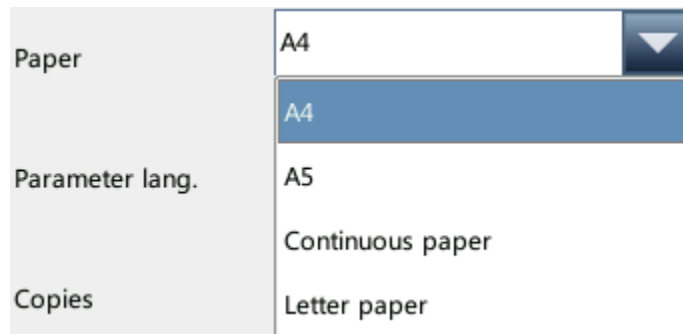 Paper
A4
A4
Parameter lang.
A5
Continuous paper
Copies
Letter paper